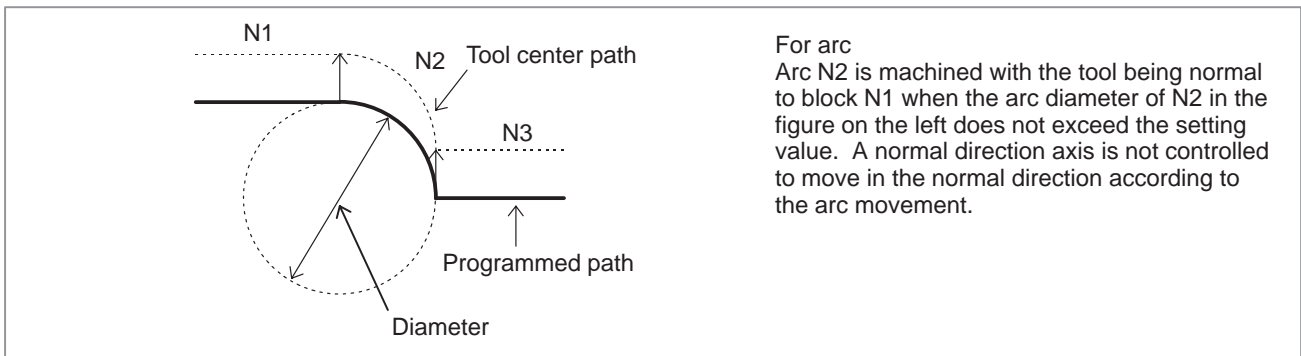 N1
N2
Tool center path
N3
Programmed path
Diameter
For arc
Arc N2 is machined with the tool being normal
to block N1 when the arc diameter of N2 in the
figure on the left does not exceed the setting
value.  A normal direction axis is not controlled
to move in the normal direction according to
the arc movement.